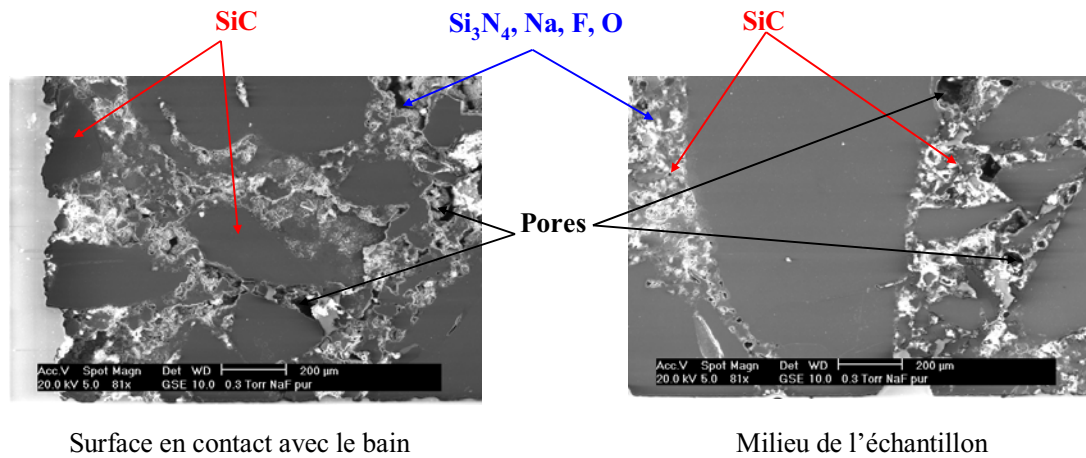 SiC
Si3N4, Na, F, O
SiC
Pores
Acc.V Spot Magn Det WD 200 µm
20.0 kV 5.0 81x GSE 10.0 0.3 Torr NaF pur
Acc.V Spot Magn Det WD 200 µm
20.0 kV 5.0 81x GSE 10.0 0.3 Torr NaF pur
Surface en contact avec le bain
Milieu de l’échantillon